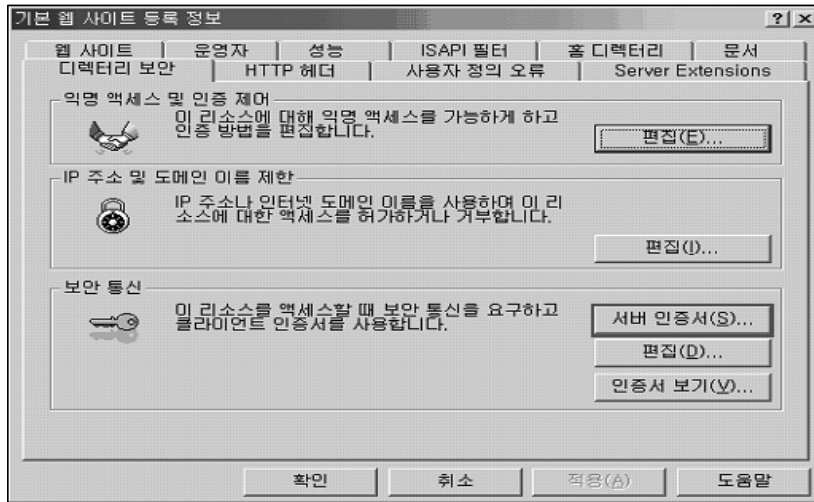 기본 웹 사이트 등록 정보
웹 사이트 운영자 성능 ISAPI 필터 홈 디렉터리 문서
디렉터리 보안 HTTP 헤더 사용자 정의 오류 Server Extensions
익명 액세스 및 인증 제어
이 리소스에 대해 익명 액세스를 가능하게 하고
인증 방법을 편집합니다.
편집(E)...
IP 주소 및 도메인 이름 제한
IP 주소나 인터넷 도메인 이름을 사용하여 이 리
소스에 대한 액세스를 허가하거나 거부합니다.
편집(I)...
보안 통신
이 리소스를 액세스할 때 보안 통신을 요구하고
클라이언트 인증서를 사용합니다.
서버 인증서(S)...
편집(D)...
인증서 보기(V)...
확인 취소 적용(A) 도움말